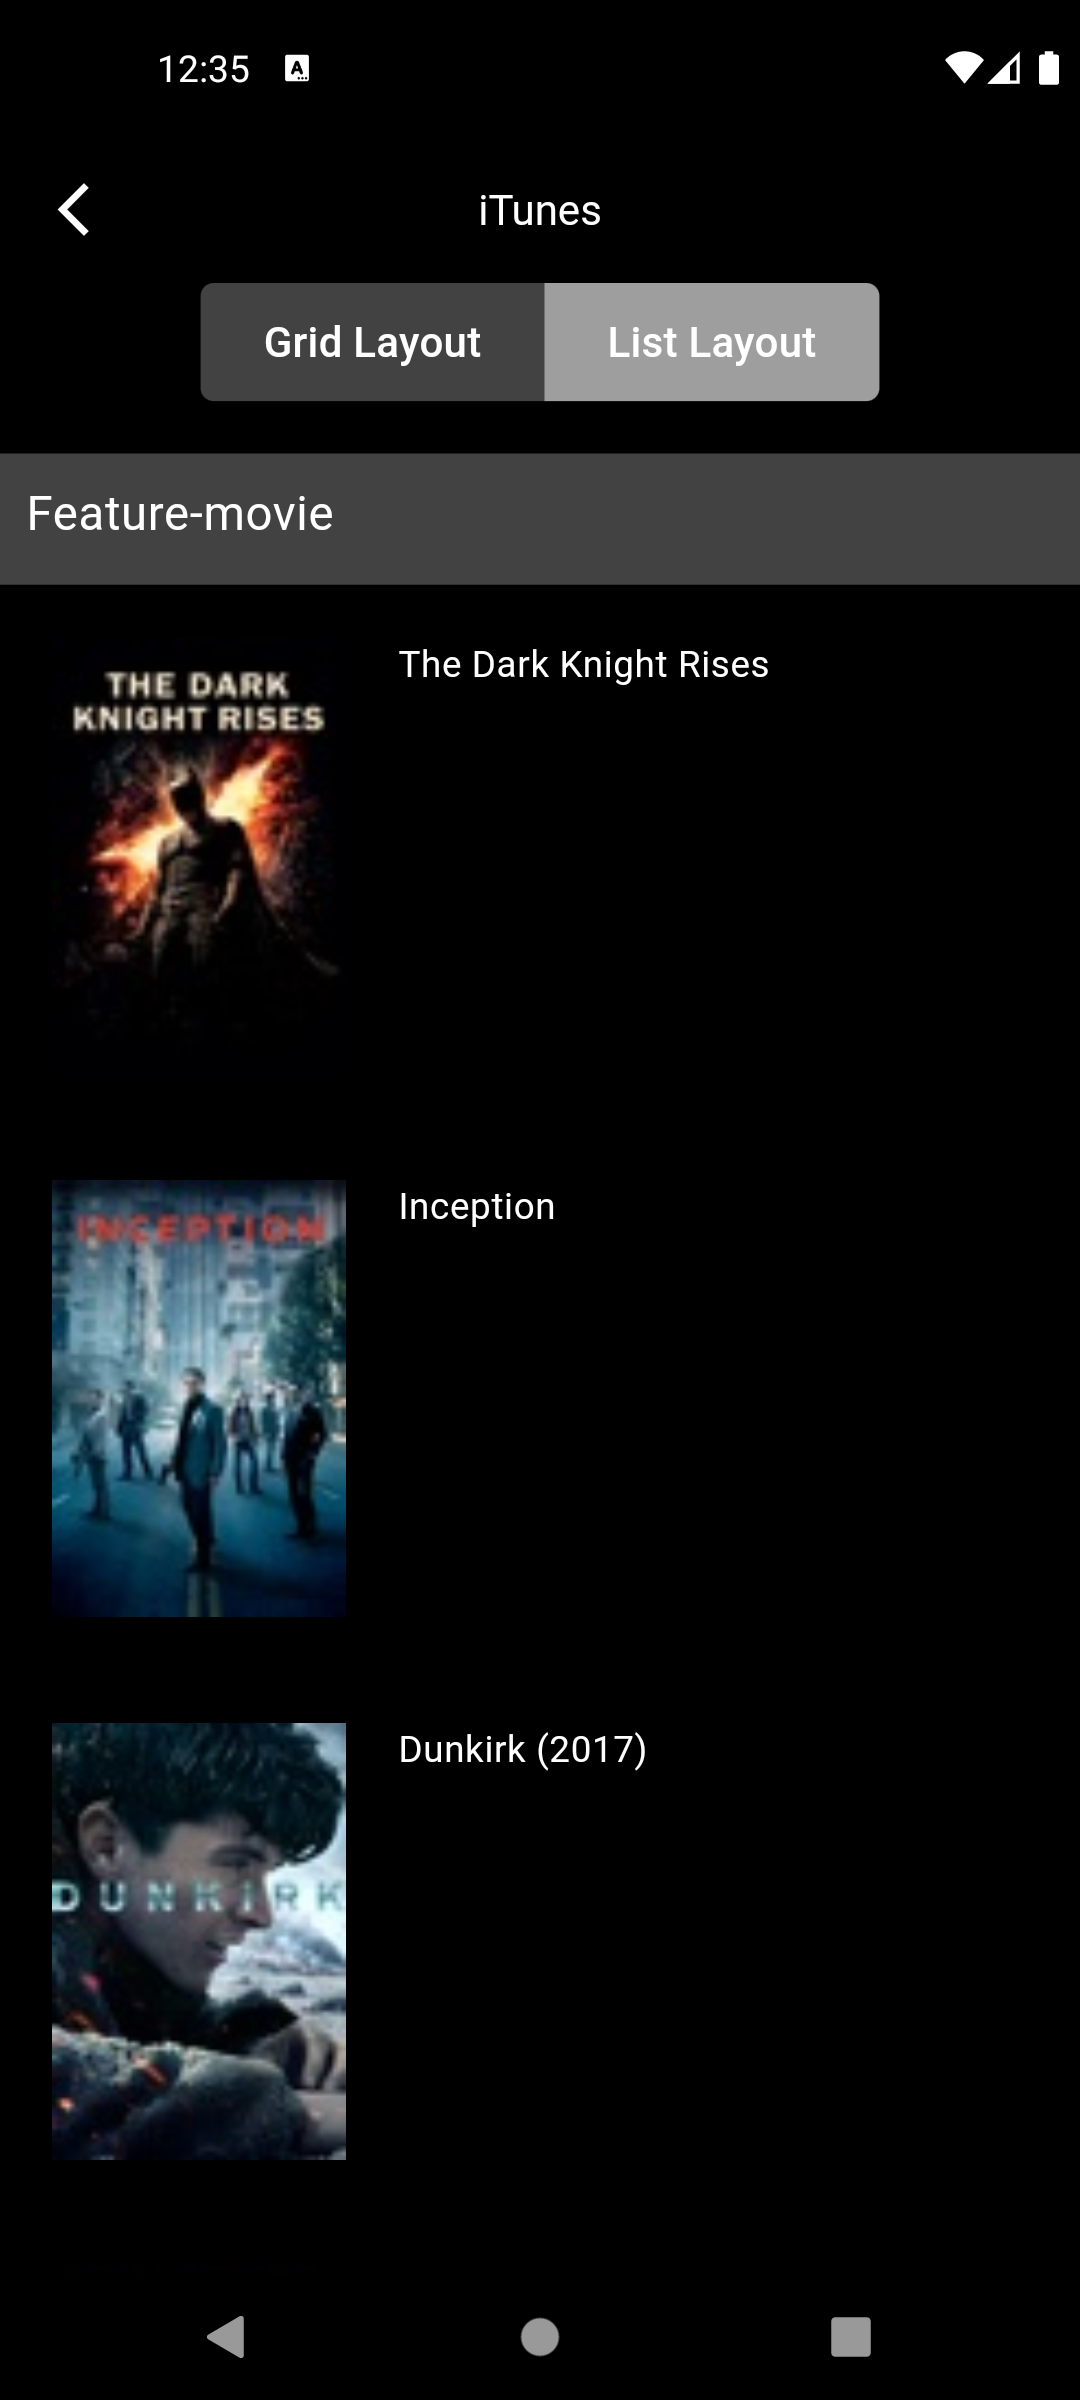 12:35
iTunes
Grid Layout
List Layout
Feature-movie
THE DARK
KNIGHT RISES
The Dark Knight Rises
INCEPTION
Inception
DUNKIRK
Dunkirk (2017)